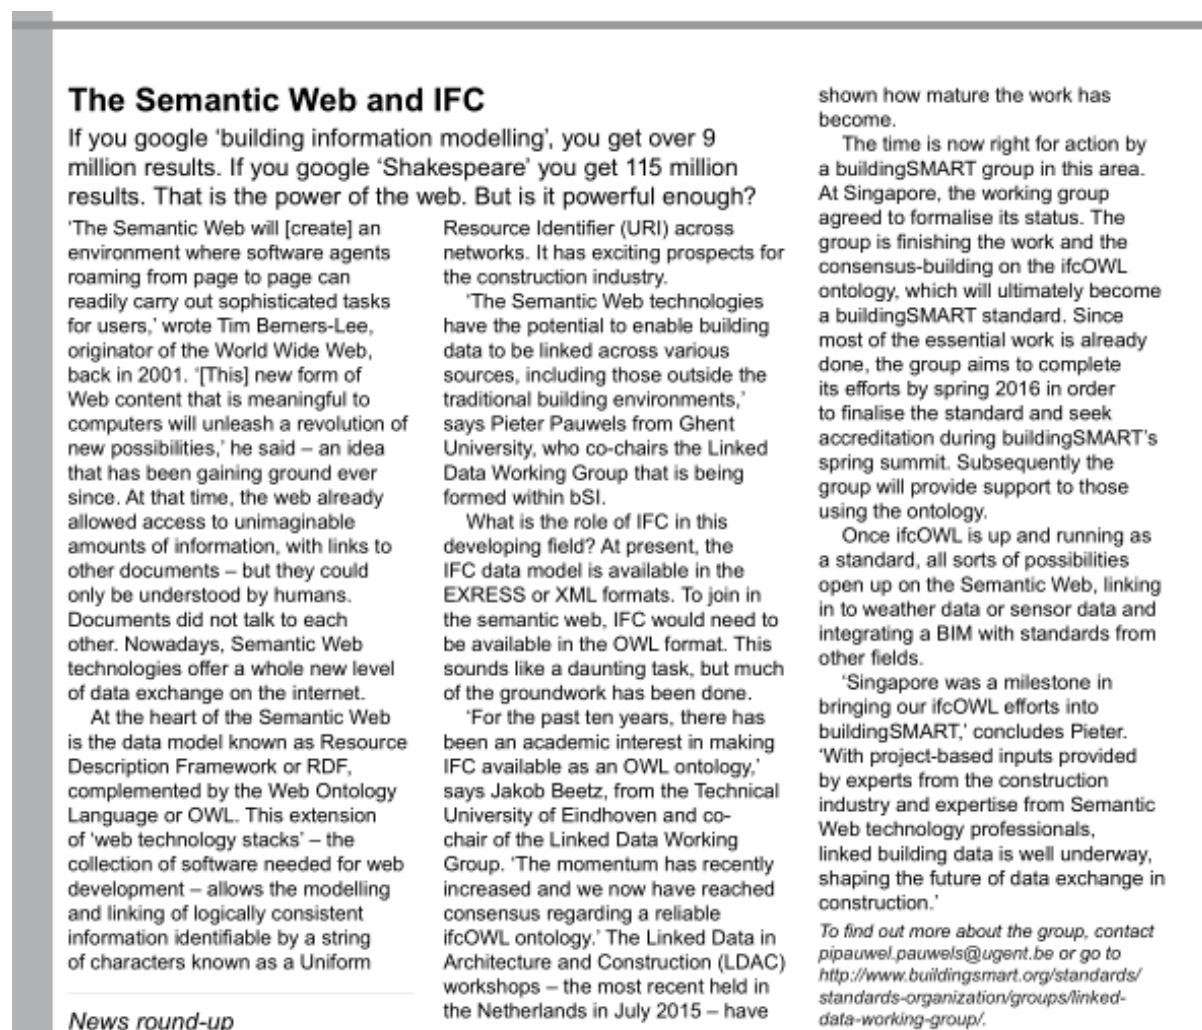 The Semantic Web and IFC
If you google ‘building information modelling’, you get over 9
million results. If you google ‘Shakespeare’ you get 115 million
results. That is the power of the web. But is it powerful enough?
‘The Semantic Web will [create] an
environment where software agents
roaming from page to page can
readily carry out sophisticated tasks
for users,’ wrote Tim Berners-Lee,
originator of the World Wide Web,
back in 2001. ‘[This] new form of
Web content that is meaningful to
computers will unleash a revolution of
new possibilities,’ he said – an idea
that has been gaining ground ever
since. At that time, the web already
allowed access to unimaginable
amounts of information, with links to
other documents – but they could
only be understood by humans.
Documents did not talk to each
other. Nowadays, Semantic Web
technologies offer a whole new level
of data exchange on the internet.
At the heart of the Semantic Web
is the data model known as Resource
Description Framework or RDF,
complemented by the Web Ontology
Language or OWL. This extension
of ‘web technology stacks’ – the
collection of software needed for web
development – allows the modelling
and linking of logically consistent
information identifiable by a string
of characters known as a Uniform
Resource Identifier (URI) across
networks. It has exciting prospects for
the construction industry.
‘The Semantic Web technologies
have the potential to enable building
data to be linked across various
sources, including those outside the
traditional building environments,’
says Pieter Pauwels from Ghent
University, who co-chairs the Linked
Data Working Group that is being
formed within bSI.
What is the role of IFC in this
developing field? At present, the
IFC data model is available in the
EXRESS or XML formats. To join in
the semantic web, IFC would need to
be available in the OWL format. This
sounds like a daunting task, but much
of the groundwork has been done.
‘For the past ten years, there has
been an academic interest in making
IFC available as an OWL ontology,’
says Jakob Beetz, from the Technical
University of Eindhoven and co-
chair of the Linked Data Working
Group. ‘The momentum has recently
increased and we now have reached
consensus regarding a reliable
ifcOWL ontology.’ The Linked Data in
Architecture and Construction (LDAC)
workshops – the most recent held in
the Netherlands in July 2015 – have
shown how mature the work has
become.
The time is now right for action by
a buildingSMART group in this area.
At Singapore, the working group
agreed to formalise its status. The
group is finishing the work and the
consensus-building on the ifcOWL
ontology, which will ultimately become
a buildingSMART standard. Since
most of the essential work is already
done, the group aims to complete
its efforts by spring 2016 in order
to finalise the standard and seek
accreditation during buildingSMART’s
spring summit. Subsequently the
group will provide support to those
using the ontology.
Once ifcOWL is up and running as
a standard, all sorts of possibilities
open up on the Semantic Web, linking
in to weather data or sensor data and
integrating a BIM with standards from
other fields.
‘Singapore was a milestone in
bringing our ifcOWL efforts into
buildingSMART,’ concludes Pieter.
‘With project-based inputs provided
by experts from the construction
industry and expertise from Semantic
Web technology professionals,
linked building data is well underway,
shaping the future of data exchange in
construction.’
To find out more about the group, contact
pipauwel.pauwels@ugent.be or go to
http://www.buildingsmart.org/standards/
standards-organization/groups/linked-
data-working-group/.
News round-up